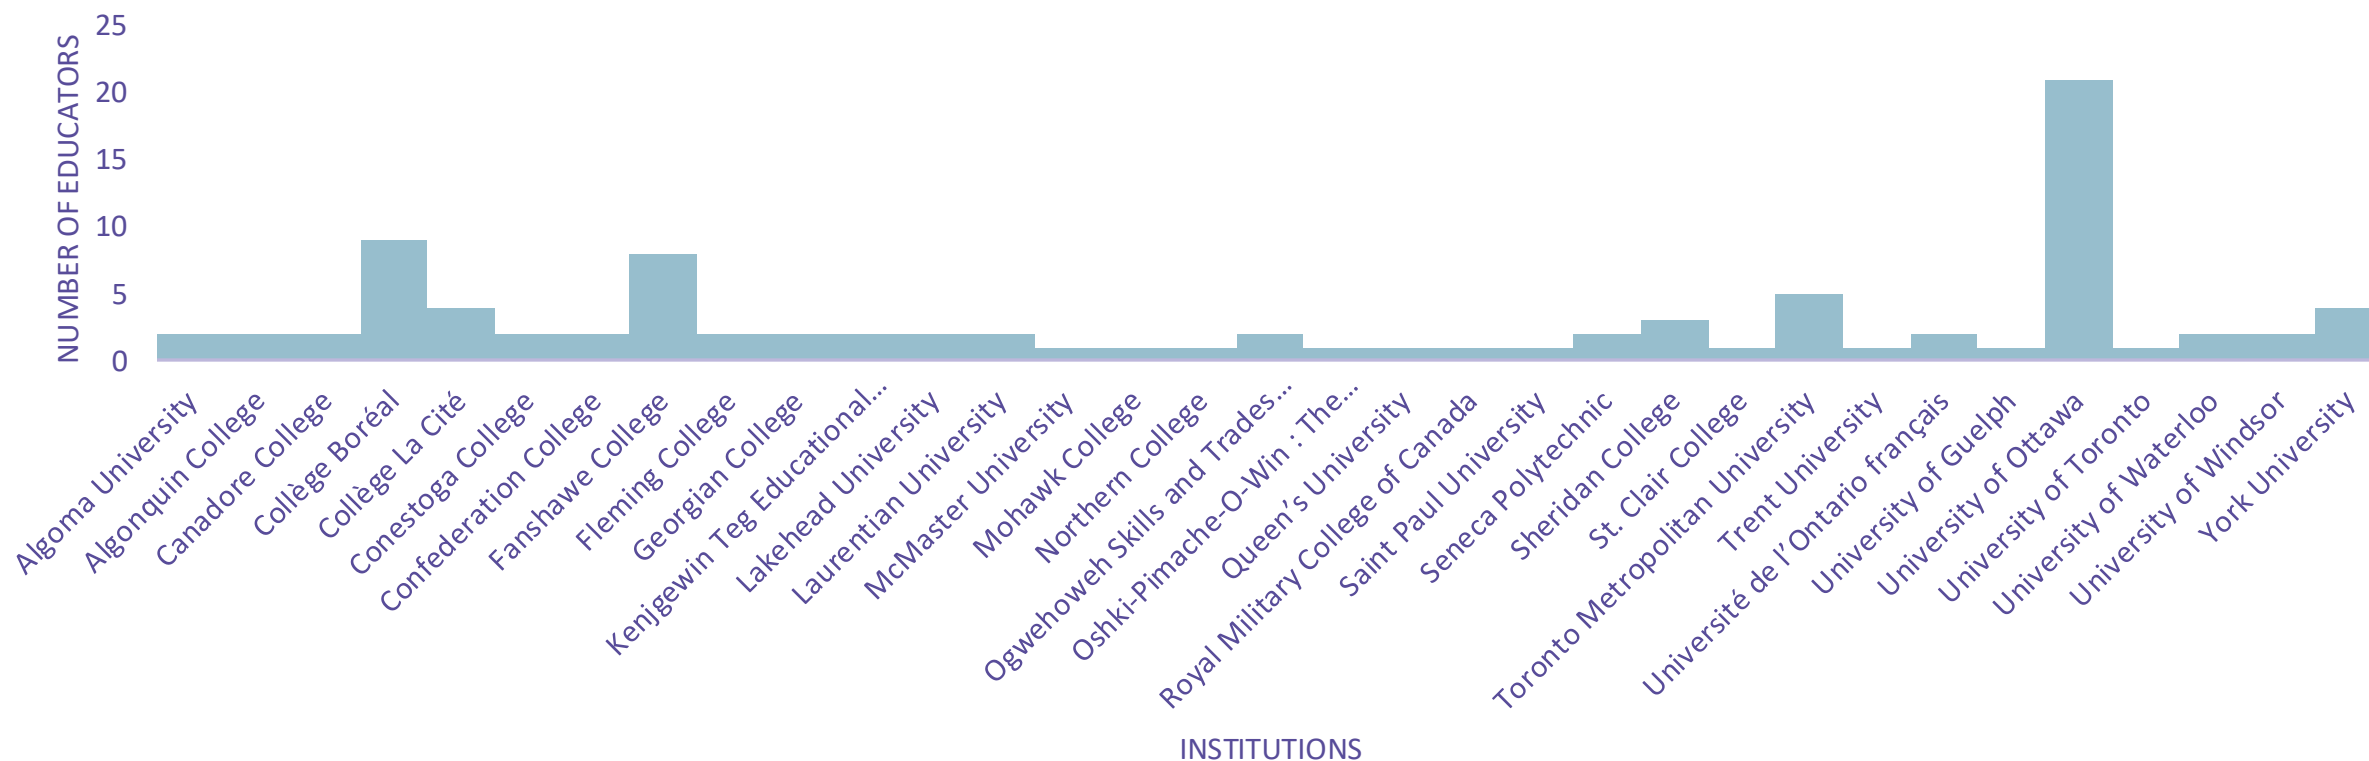 NUMBER OF EDUCATORS
25
20
15
10
5
0
Algoma University
Algonquin College
Canadore College
Collège Boréal
Collège La Cité
Conestoga College
Confederation College
Fanshawe College
Fleming College
Georgian College
Kenjgewin Teg Educational...
Lakehead University
Laurentian University
McMaster University
Mohawk College
Northern College
Ogwehoweh Skills and Trades...
Oshki-Pimache-O-Win : The...
Queen's University
Royal Military College of Canada
Saint Paul University
Seneca Polytechnic
Sheridan College
St. Clair College
Toronto Metropolitan University
Trent University
Université de l'Ontario français
University of Guelph
University of Ottawa
University of Toronto
University of Waterloo
University of Windsor
York University
INSTITUTIONS